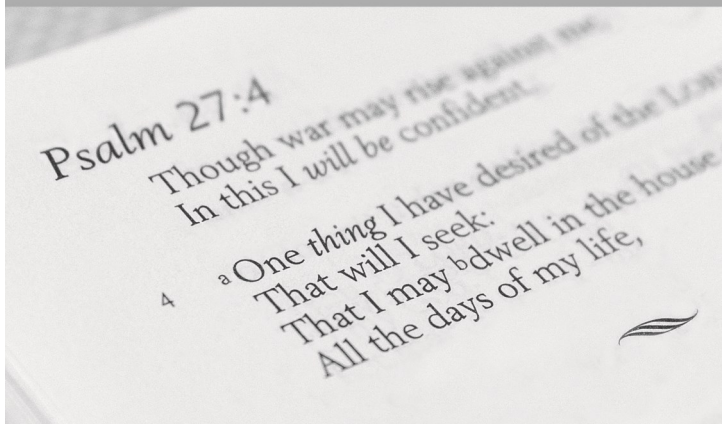 Psalm 27:4
Though war may rise against me,
In this I will be confident.
4 ᵃOne thing I have desired of the LORD
That will I seek:
That I may ᵇdwell in the house
All the days of my life,